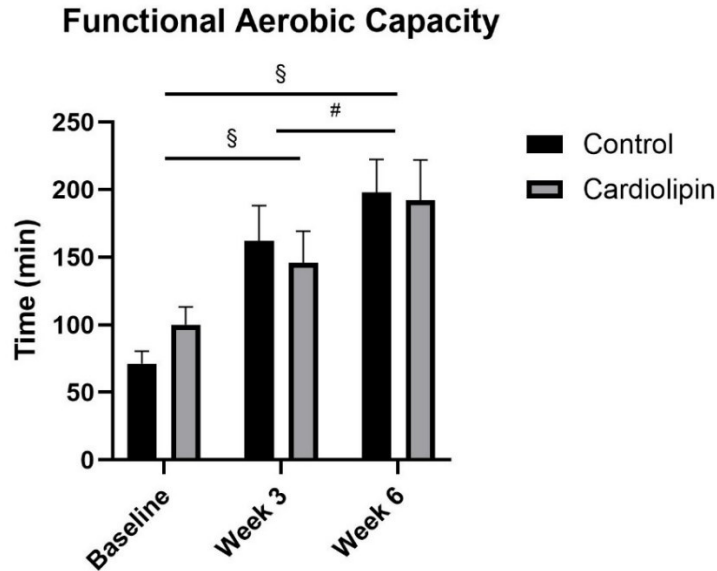 Functional Aerobic Capacity
§
#
§
Control
Cardiolipin
Time (min)
250
200
150
100
50
0
Baseline
Week 3
Week 6